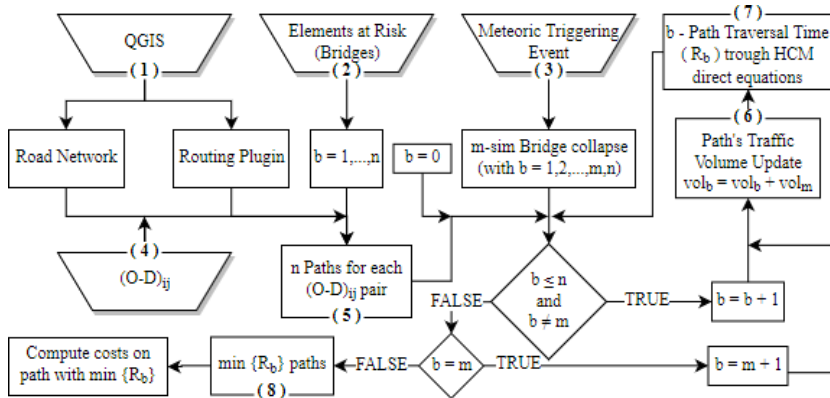 QGIS
( 1 )
Elements at Risk
(Bridges)
( 2 )
Meteoric Triggering
Event
( 3 )
( 7 )
b - Path Traversal Time
( R_b ) trough HCM
direct equations
Road Network
Routing Plugin
b = 1,...,n
b = 0
m-sim Bridge collapse
(with b = 1,2,...,m,n)
( 6 )
Path's Traffic
Volume Update
vol_b = vol_b + vol_m
( 4 )
(O-D)_ij
n Paths for each
(O-D)_ij pair
( 5 )
b ≤ n
and
b ≠ m
FALSE
TRUE
b = b + 1
Compute costs on
path with min {R_b}
min {R_b} paths
( 8 )
FALSE
b = m
TRUE
b = m + 1